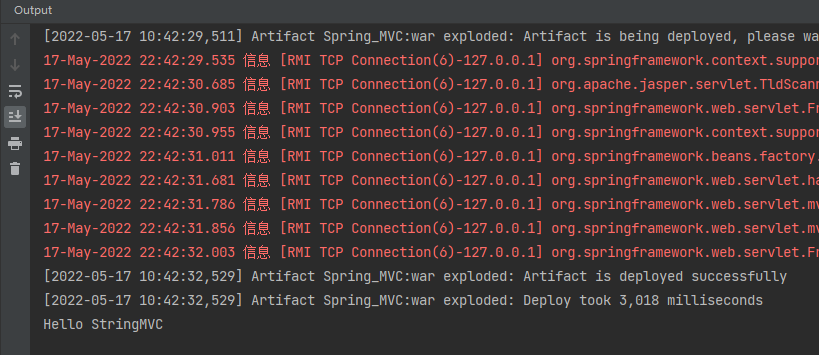 Output
[2022-05-17 10:42:29,511] Artifact Spring_MVC:war exploded: Artifact is being deployed, please wa
17-May-2022 22:42:29.535 信息 [RMI TCP Connection(6)-127.0.0.1] org.springframework.context.suppo
17-May-2022 22:42:30.685 信息 [RMI TCP Connection(6)-127.0.0.1] org.apache.jasper.servlet.TldScan
17-May-2022 22:42:30.903 信息 [RMI TCP Connection(6)-127.0.0.1] org.springframework.web.servlet.Fr
17-May-2022 22:42:30.955 信息 [RMI TCP Connection(6)-127.0.0.1] org.springframework.context.suppo
17-May-2022 22:42:31.011 信息 [RMI TCP Connection(6)-127.0.0.1] org.springframework.beans.factory.
17-May-2022 22:42:31.681 信息 [RMI TCP Connection(6)-127.0.0.1] org.springframework.web.servlet.ha
17-May-2022 22:42:31.786 信息 [RMI TCP Connection(6)-127.0.0.1] org.springframework.web.servlet.mv
17-May-2022 22:42:31.856 信息 [RMI TCP Connection(6)-127.0.0.1] org.springframework.web.servlet.mv
17-May-2022 22:42:32.003 信息 [RMI TCP Connection(6)-127.0.0.1] org.springframework.web.servlet.Fr
[2022-05-17 10:42:32,529] Artifact Spring_MVC:war exploded: Artifact is deployed successfully
[2022-05-17 10:42:32,529] Artifact Spring_MVC:war exploded: Deploy took 3,018 milliseconds
Hello StringMVC